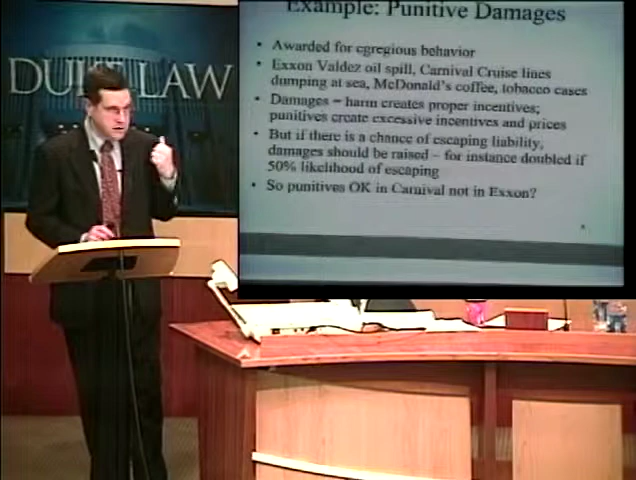 Example: Punitive Damages
DUKE LAW
• Awarded for egregious behavior
• Exxon Valdez oil spill, Carnival Cruise lines
dumping at sea, McDonald's coffee, tobacco cases
• Damages = harm creates proper incentives;
punitives create excessive incentives and prices
• But if there is a chance of escaping liability,
damages should be raised – for instance doubled if
50% likelihood of escaping
• So punitives OK in Carnival not in Exxon?